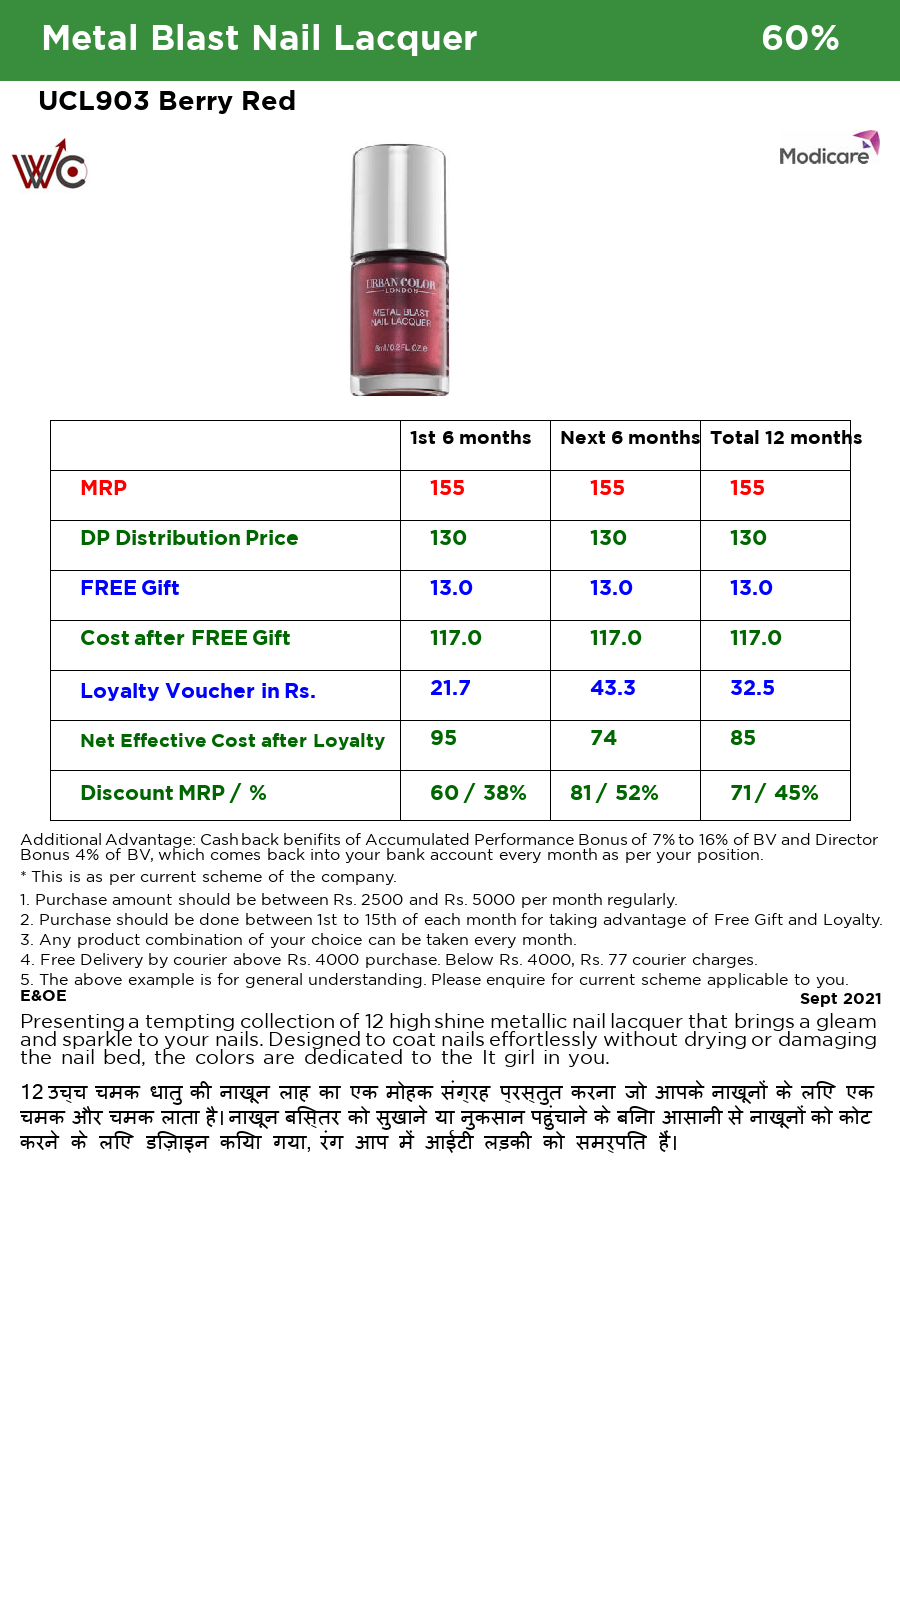 Metal Blast Nail Lacquer 60%
UCL903 Berry Red
WC
Modicare
URBAN COLOR
LONDON
METAL BLAST
NAIL LACQUER
6ml/0.2 FL.OZ.e
1st 6 months Next 6 months Total 12 months
MRP 155 155 155
DP Distribution Price 130 130 130
FREE Gift 13.0 13.0 13.0
Cost after FREE Gift 117.0 117.0 117.0
Loyalty Voucher in Rs. 21.7 43.3 32.5
Net Effective Cost after Loyalty 95 74 85
Discount MRP / % 60 / 38% 81 / 52% 71 / 45%
Additional Advantage: Cash back benifits of Accumulated Performance Bonus of 7% to 16% of BV and Director
Bonus 4% of BV, which comes back into your bank account every month as per your position.
* This is as per current scheme of the company.
1. Purchase amount should be between Rs. 2500 and Rs. 5000 per month regularly.
2. Purchase should be done between 1st to 15th of each month for taking advantage of Free Gift and Loyalty.
3. Any product combination of your choice can be taken every month.
4. Free Delivery by courier above Rs. 4000 purchase. Below Rs. 4000, Rs. 77 courier charges.
5. The above example is for general understanding. Please enquire for current scheme applicable to you.
E&OE
Sept 2021
Presenting a tempting collection of 12 high shine metallic nail lacquer that brings a gleam
and sparkle to your nails. Designed to coat nails effortlessly without drying or damaging
the nail bed, the colors are dedicated to the It girl in you.
12 उच्च चमक धातु की नाखून लाह का एक मोहक संग्रह प्रस्तुत करना जो आपके नाखूनों के लिए एक
चमक और चमक लाता है। नाखून बिस्तर को सुखाने या नुकसान पहुंचाने के बिना आसानी से नाखूनों को कोट
करने के लिए डिज़ाइन किया गया, रंग आप में आईटी लड़की को समर्पित हैं।